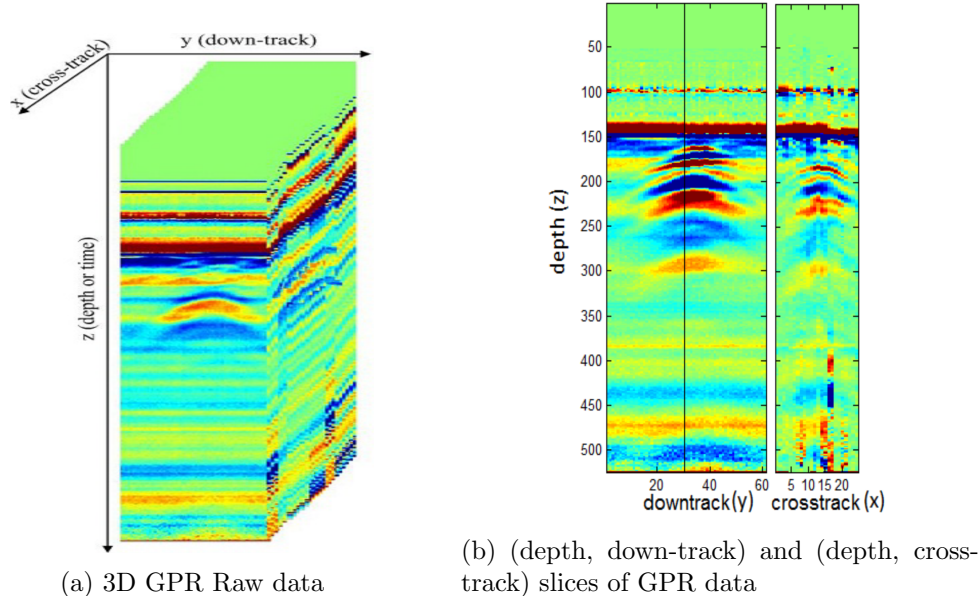 y (down-track)
x (cross-track)
z (depth or time)
(a) 3D GPR Raw data
depth (z)
50
100
150
200
250
300
350
400
450
500
20
40
60
5
10
15
20
downtrack(y)
crosstrack (x)
(b) (depth, down-track) and (depth, cross-
track) slices of GPR data